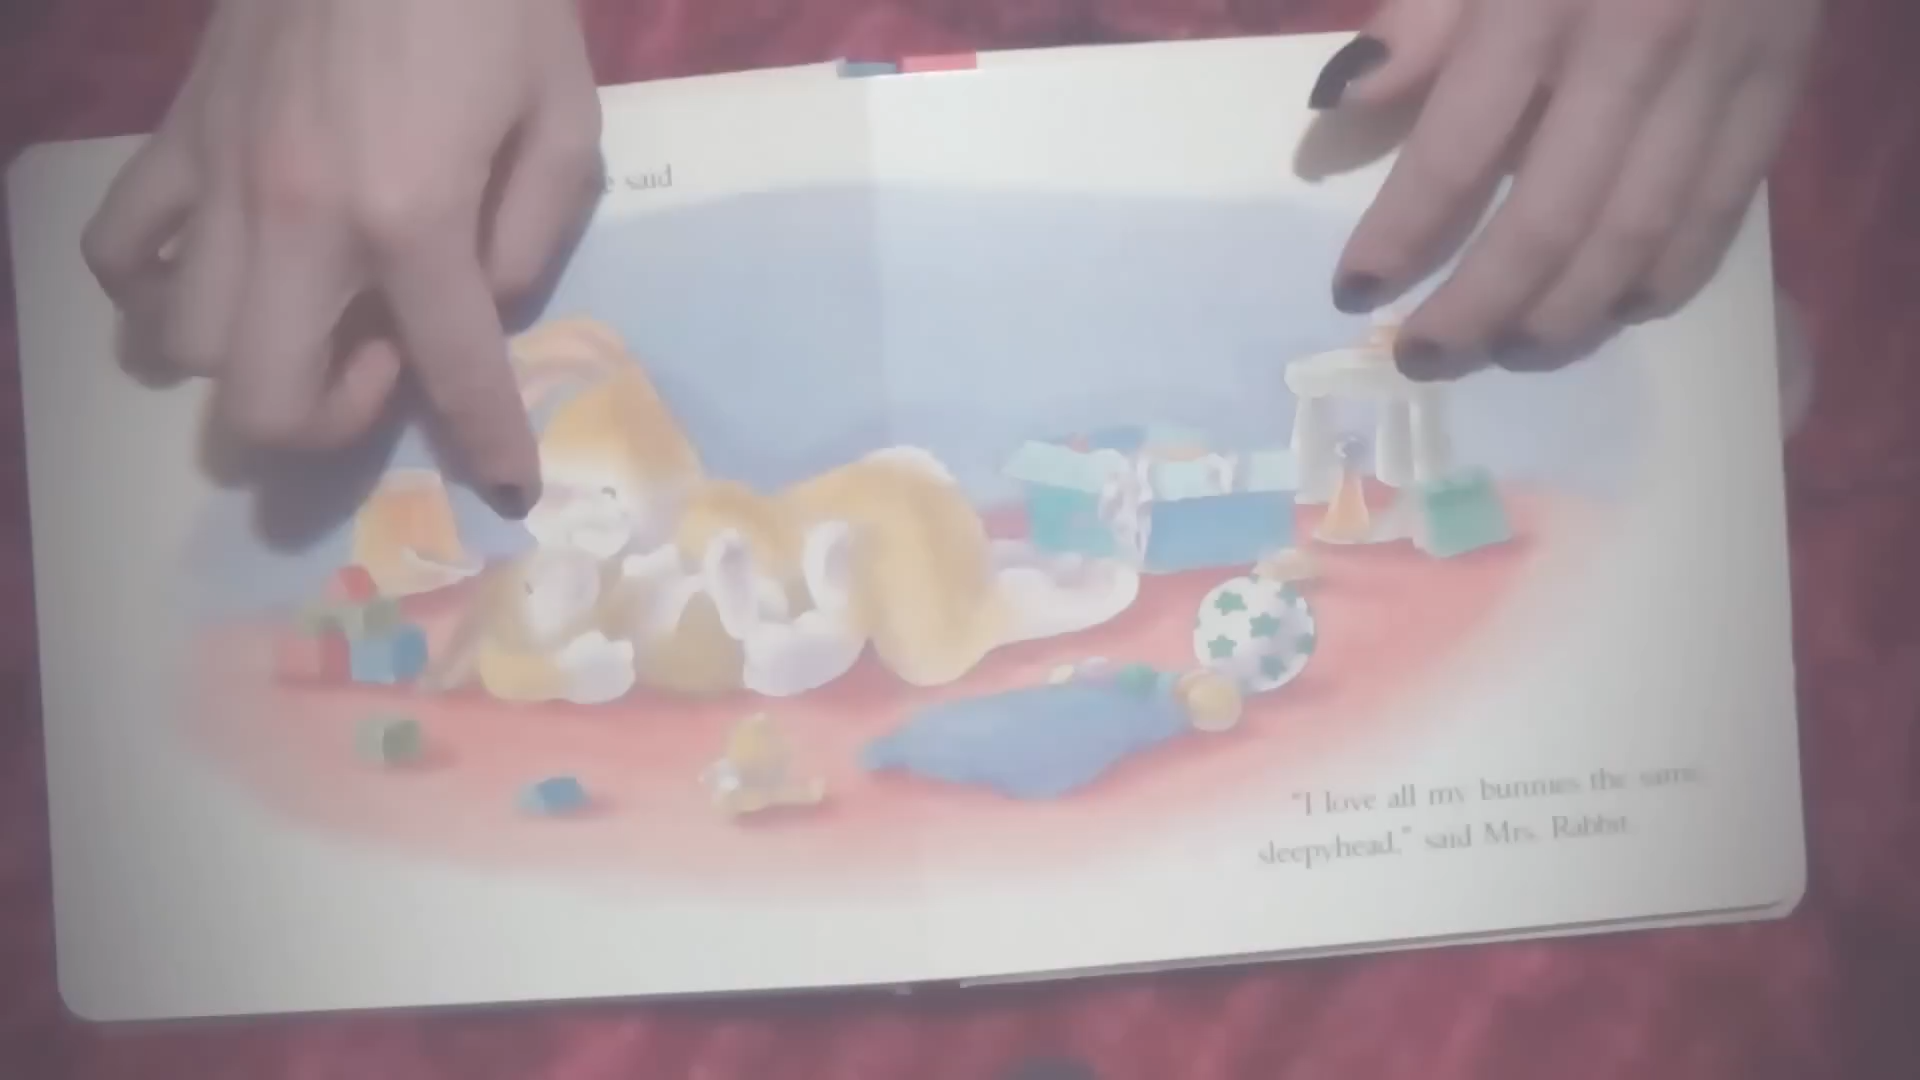 said
"I love all my bunnies the same,
sleepyhead," said Mrs. Rabbit.